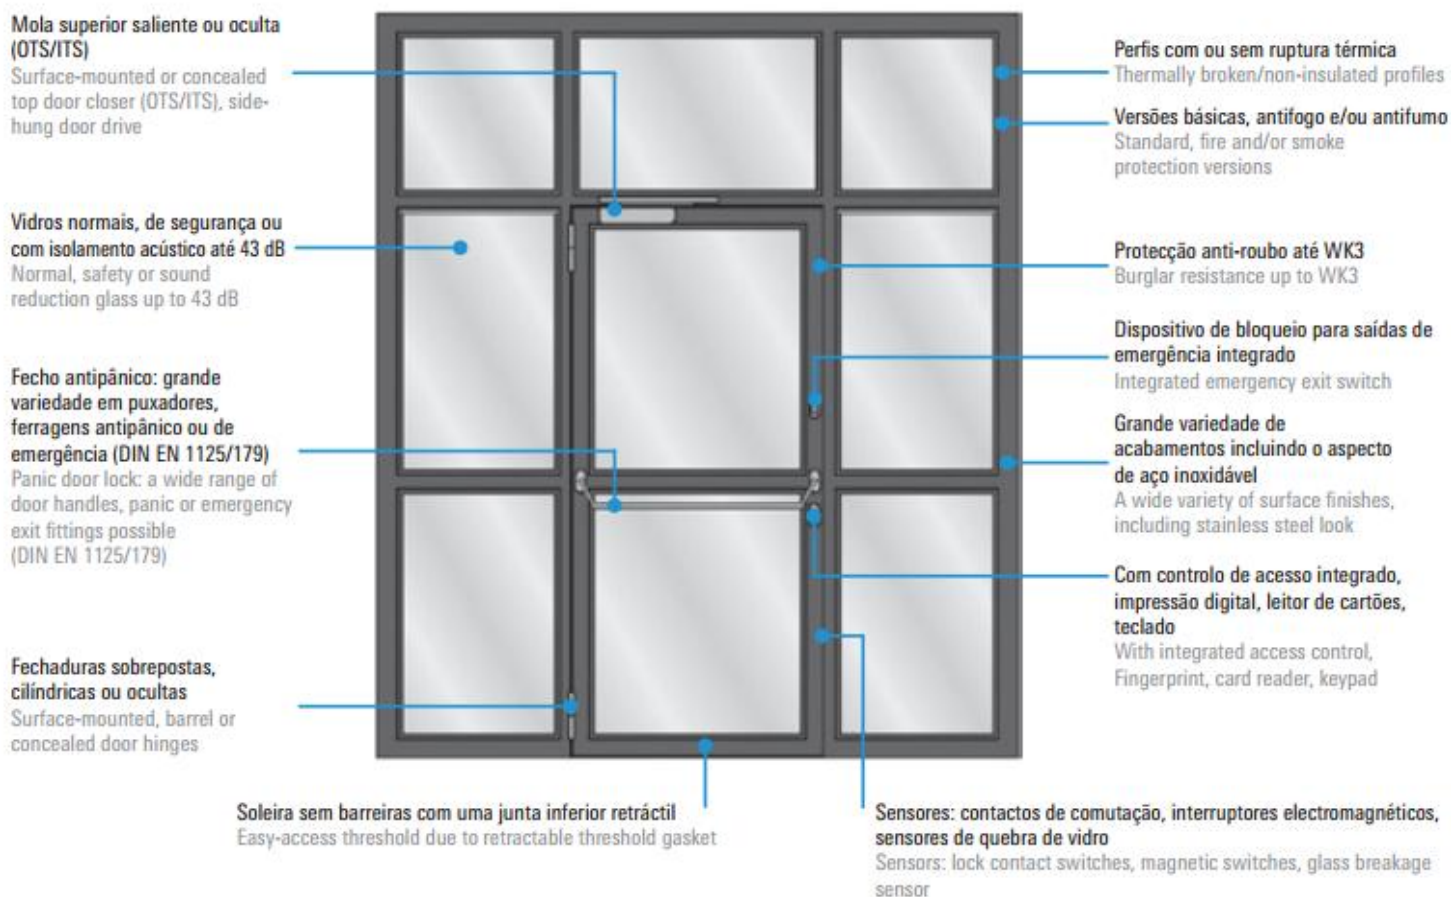 Mola superior saliente ou oculta
(OTS/ITS)
Surface-mounted or concealed
top door closer (OTS/ITS), side-
hung door drive
Vidros normais, de segurança ou
com isolamento acústico até 43 dB
Normal, safety or sound
reduction glass up to 43 dB
Fecho antipânico: grande
variedade em puxadores,
ferragens antipânico ou de
emergência (DIN EN 1125/179)
Panic door lock: a wide range of
door handles, panic or emergency
exit fittings possible
(DIN EN 1125/179)
Fechaduras sobrepostas,
cilíndricas ou ocultas
Surface-mounted, barrel or
concealed door hinges
Perfis com ou sem ruptura térmica
Thermally broken/non-insulated profiles
Versões básicas, antifogo e/ou antifumo
Standard, fire and/or smoke
protection versions
Protecção anti-roubo até WK3
Burglar resistance up to WK3
Dispositivo de bloqueio para saídas de
emergência integrado
Integrated emergency exit switch
Grande variedade de
acabamentos incluindo o aspecto
de aço inoxidável
A wide variety of surface finishes,
including stainless steel look
Com controlo de acesso integrado,
impressão digital, leitor de cartões,
teclado
With integrated access control,
Fingerprint, card reader, keypad
Soleira sem barreiras com uma junta inferior retráctil
Easy-access threshold due to retractable threshold gasket
Sensores: contactos de comutação, interruptores electromagnéticos,
sensores de quebra de vidro
Sensors: lock contact switches, magnetic switches, glass breakage
sensor